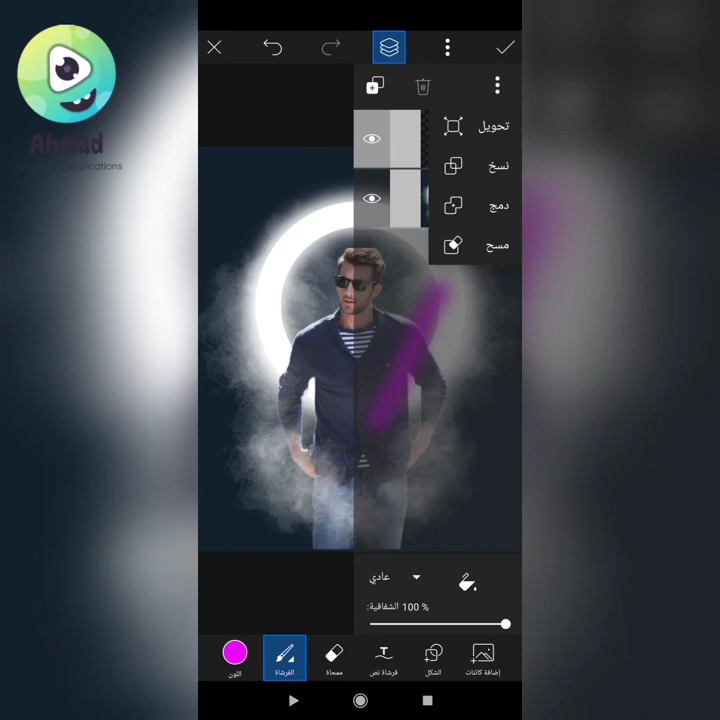 Ahmad
تحويل
نسخ
دمج
مسح
عادي
الشفافية: 100 %
اللون
الفرشاة
ممحاة
فرشاة نص
الشكل
إضافة كائنات